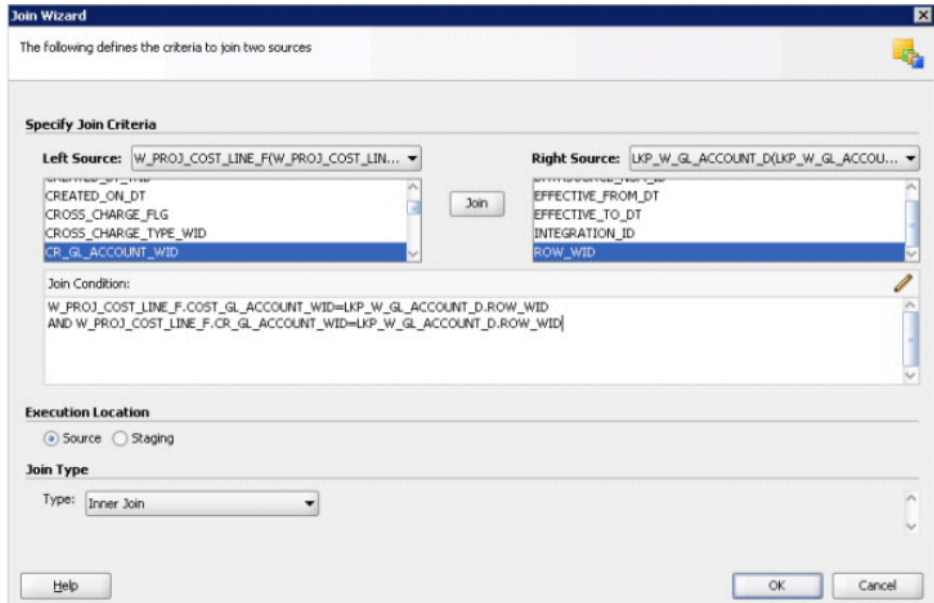 Join Wizard
The following defines the criteria to join two sources
Specify Join Criteria
Left Source: W_PROJ_COST_LINE_F(W_PROJ_COST_LIN...
Right Source: LKP_W_GL_ACCOUNT_D(LKP_W_GL_ACCOU...
CREATED_ON_DT
CROSS_CHARGE_FLG
CROSS_CHARGE_TYPE_WID
CR_GL_ACCOUNT_WID
Join
EFFECTIVE_FROM_DT
EFFECTIVE_TO_DT
INTEGRATION_ID
ROW_WID
Join Condition:
W_PROJ_COST_LINE_F.COST_GL_ACCOUNT_WID=LKP_W_GL_ACCOUNT_D.ROW_WID
AND W_PROJ_COST_LINE_F.CR_GL_ACCOUNT_WID=LKP_W_GL_ACCOUNT_D.ROW_WID
Execution Location
Source
Staging
Join Type
Type: Inner Join
Help
OK
Cancel